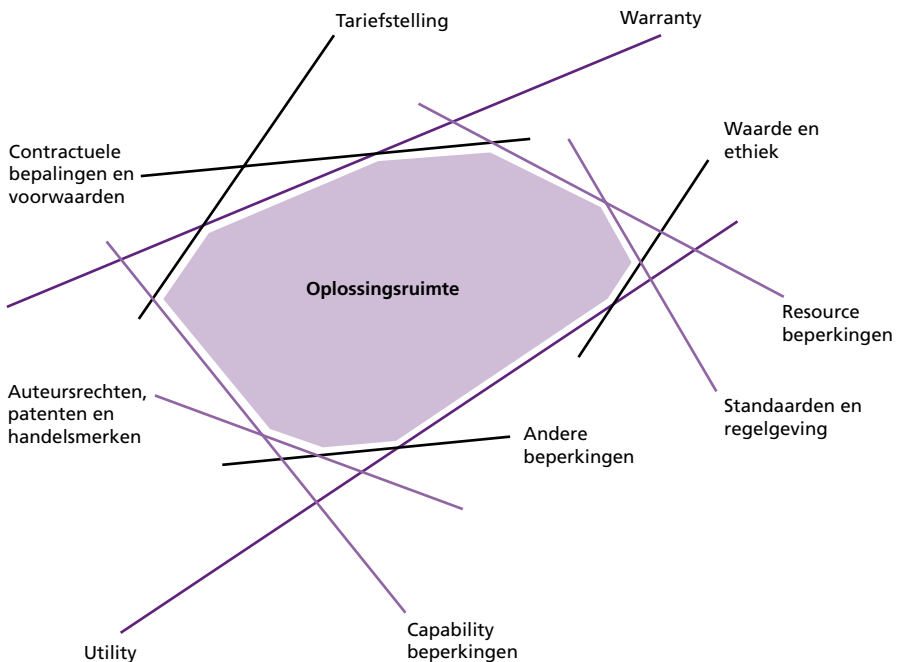 Tariefstelling
Warranty
Contractuele
bepalingen en
voorwaarden
Waarde en
ethiek
Oplossingsruimte
Resource
beperkingen
Auteursrechten,
patenten en
handelsmerken
Standaarden en
regelgeving
Andere
beperkingen
Capability
beperkingen
Utility